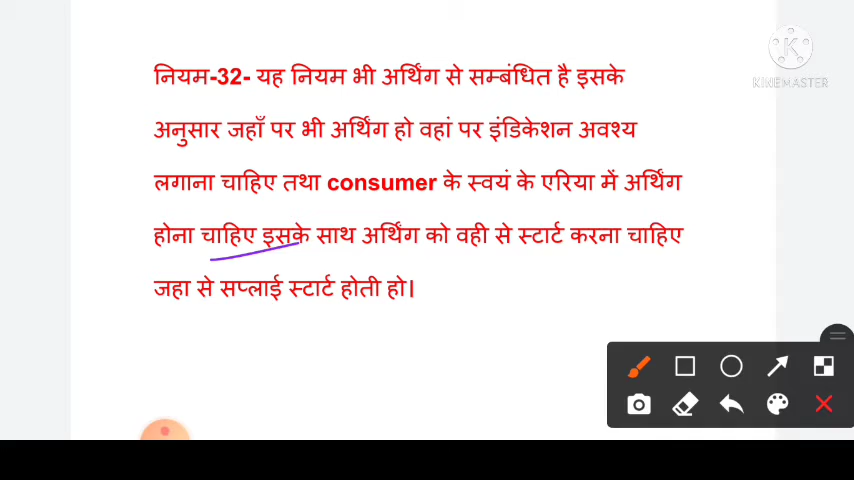 नियम-32- यह नियम भी अर्थिंग से सम्बंधित है इसके
अनुसार जहाँ पर भी अर्थिंग हो वहां पर इंडिकेशन अवश्य
लगाना चाहिए तथा consumer के स्वयं के एरिया में अर्थिंग
होना चाहिए इसके साथ अर्थिंग को वही से स्टार्ट करना चाहिए
जहा से सप्लाई स्टार्ट होती हो।
KINEMASTER